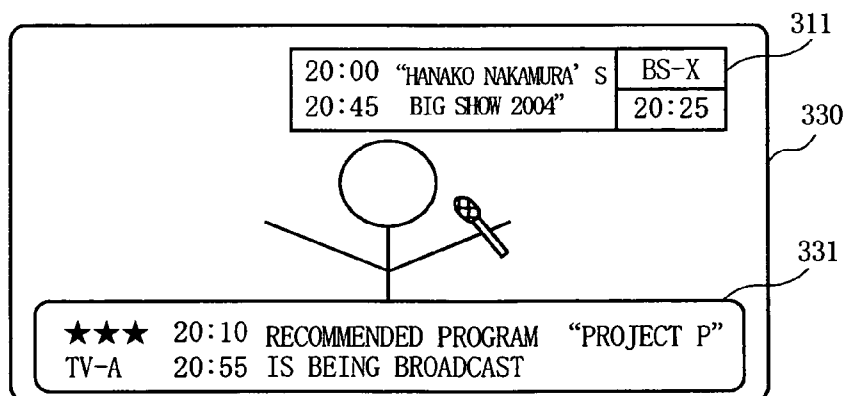 311
20:00 “HANAKO NAKAMURA’S BS-X
20:45 BIG SHOW 2004” 20:25
330
331
★★★ 20:10 RECOMMENDED PROGRAM “PROJECT P”
TV-A 20:55 IS BEING BROADCAST